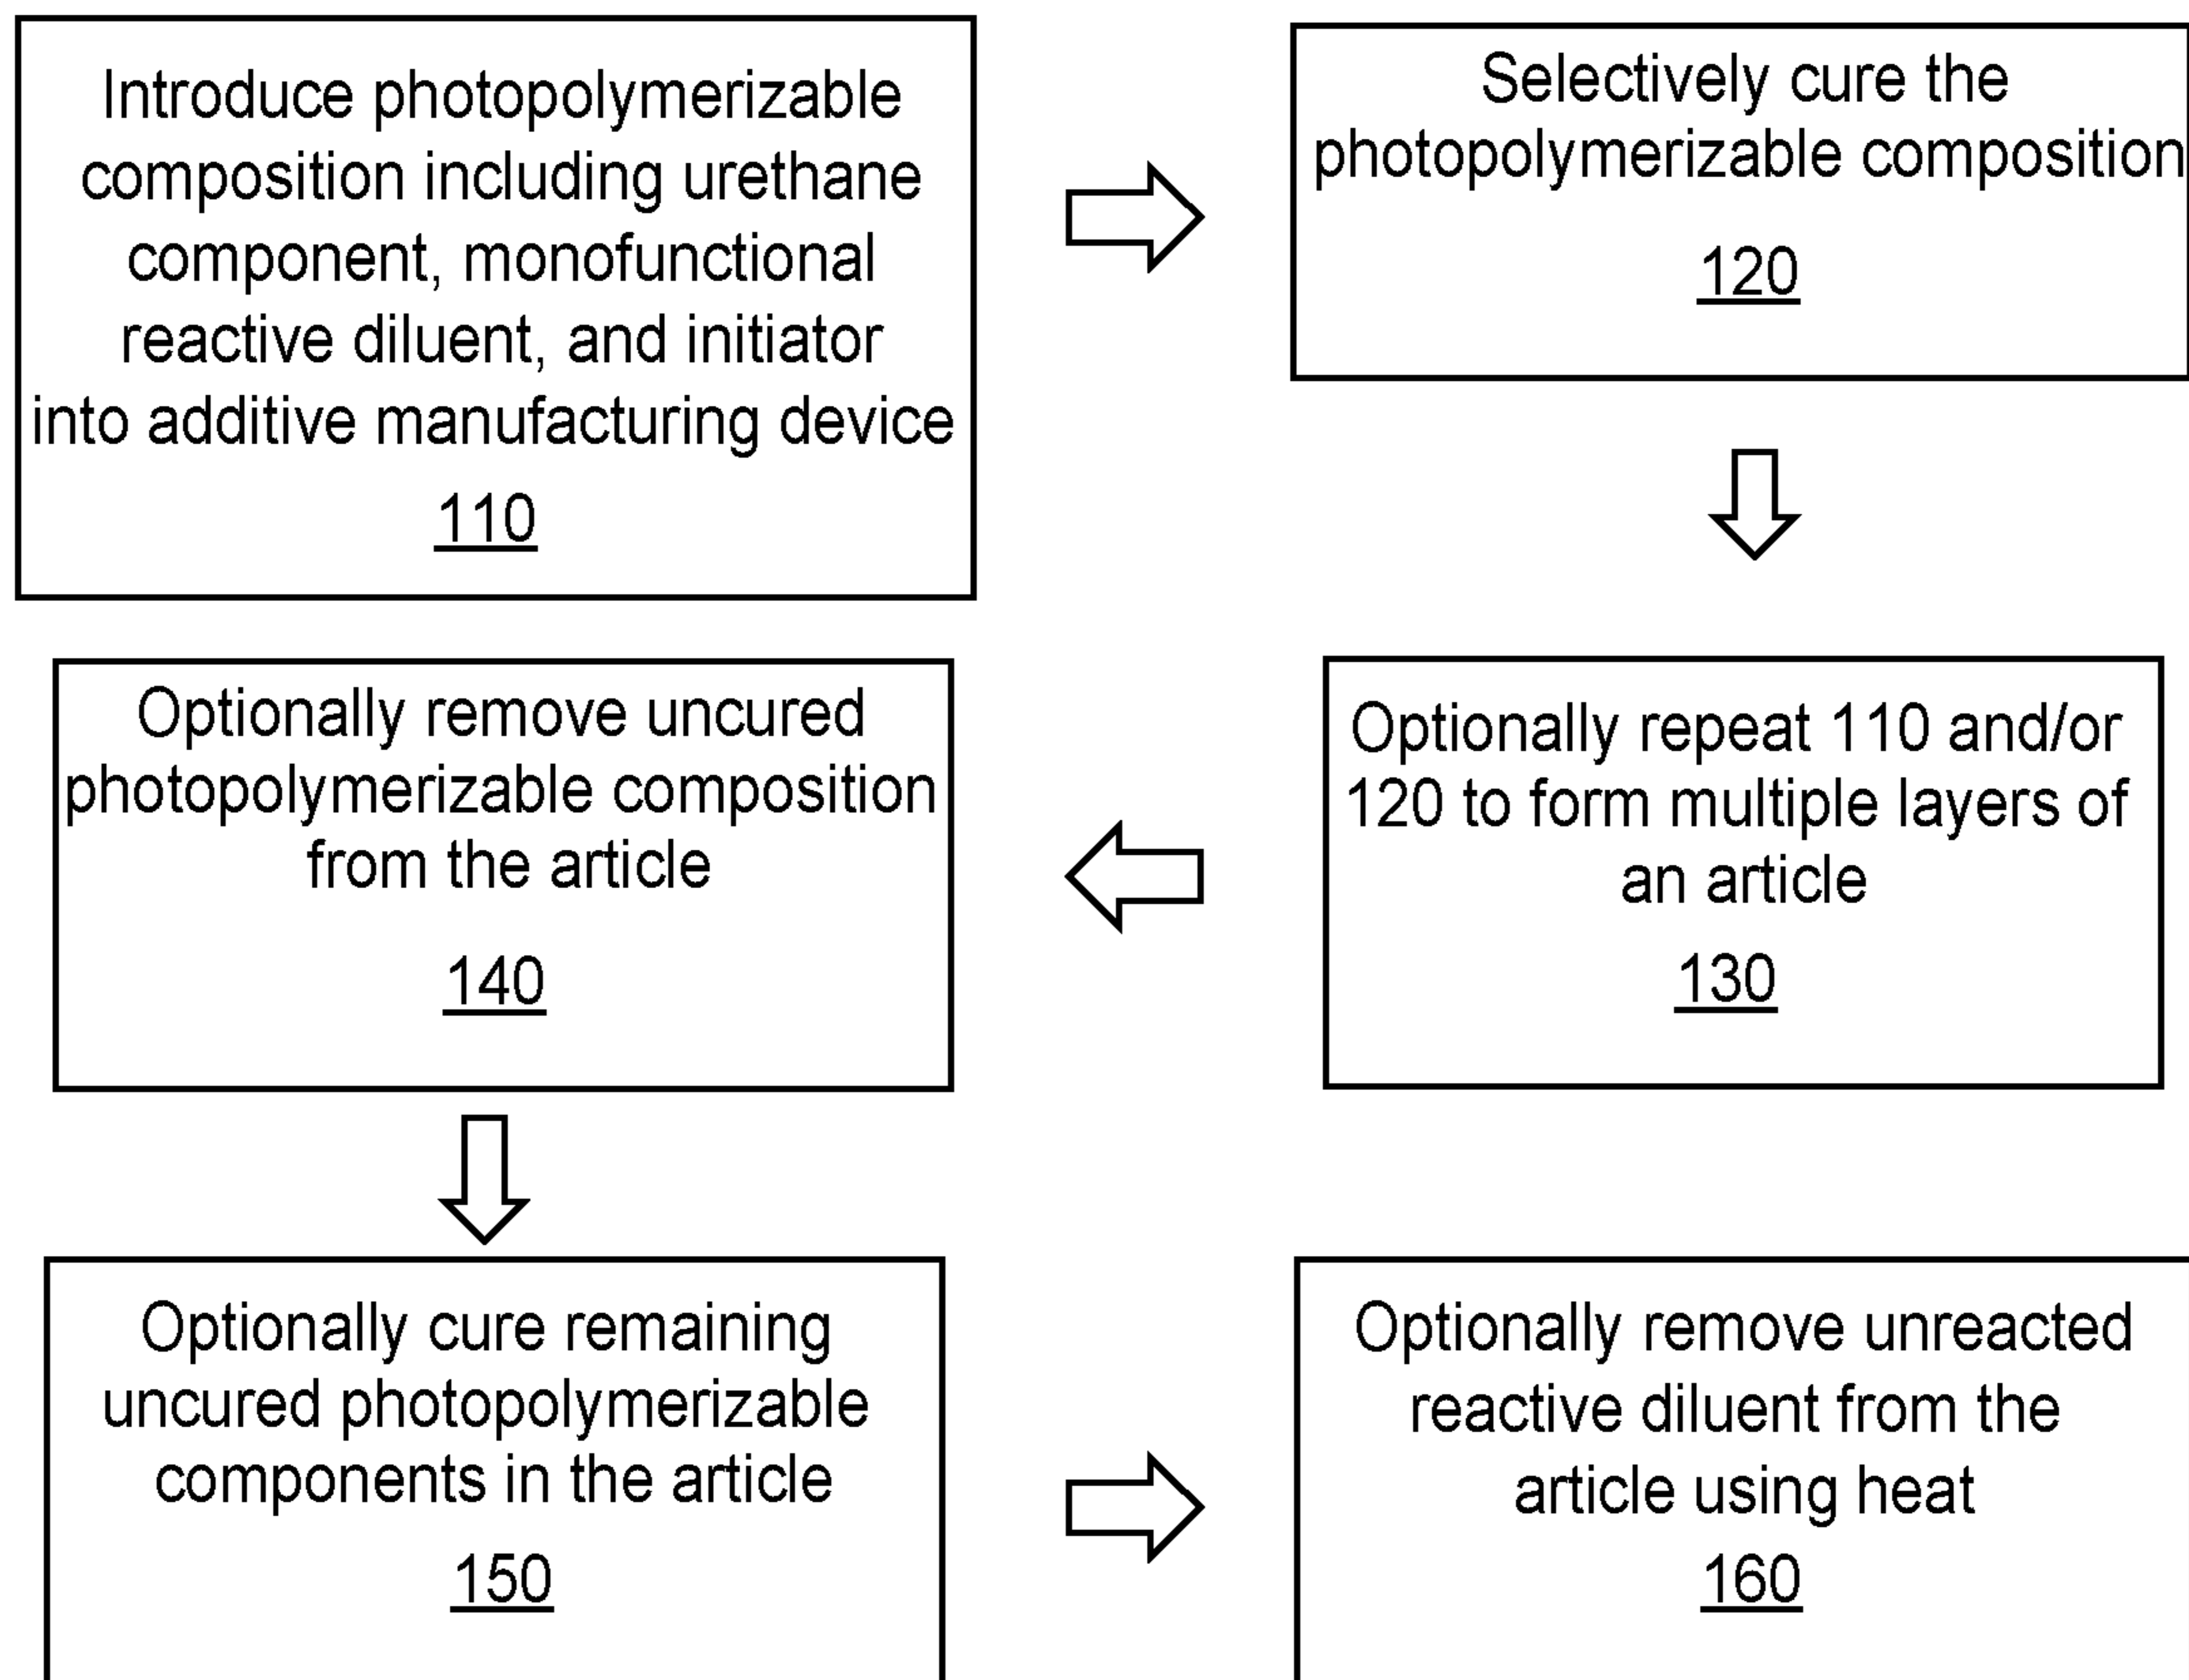 Introduce photopolymerizable
composition including urethane
component, monofunctional
reactive diluent, and initiator
into additive manufacturing device
110
Selectively cure the
photopolymerizable composition
120
Optionally repeat 110 and/or
120 to form multiple layers of
an article
130
Optionally remove uncured
photopolymerizable composition
from the article
140
Optionally cure remaining
uncured photopolymerizable
components in the article
150
Optionally remove unreacted
reactive diluent from the
article using heat
160